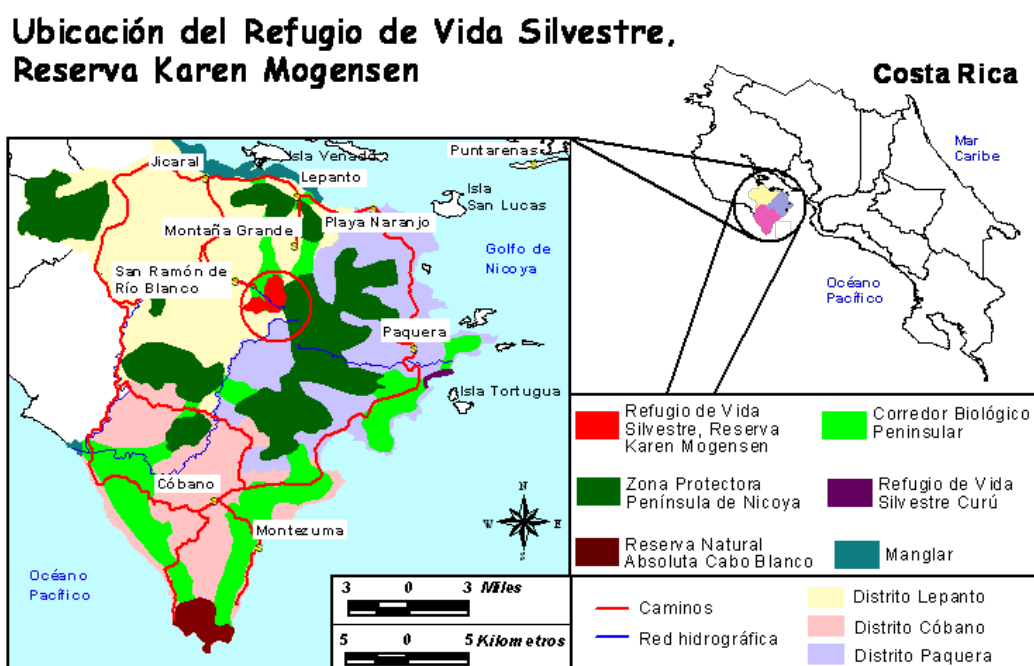 Ubicación del Refugio de Vida Silvestre,
Reserva Karen Mogensen
Costa Rica
Mar
Caribe
Océano
Pacífico
Jicaral
Isla Venado
Lepanto
Puntarenas
Isla
San Lucas
Montaña Grande
Playa Naranjo
Golfo de
Nicoya
San Ramón de
Río Blanco
Paquera
Isla Tortugua
Cóbano
Montezuma
Océano
Pacífico
N
W
E
S
Refugio de Vida
Silvestre, Reserva
Karen Mogensen
Corredor Biológico
Peninsular
Zona Protectora
Península de Nicoya
Refugio de Vida
Silvestre Curú
Reserva Natural
Absoluta Cabo Blanco
Manglar
3 0 3 Miles
5 0 5 Kilometros
Caminos
Red hidrográfica
Distrito Lepanto
Distrito Cóbano
Distrito Paquera